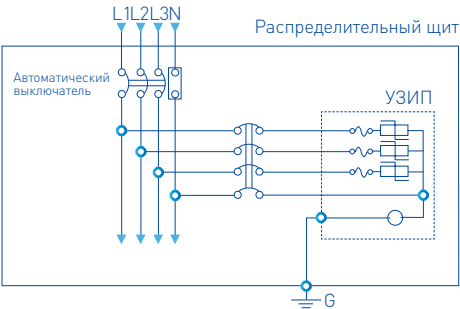 L1L2L3N
Распределительный щит
Автоматический
выключатель
УЗИП
G